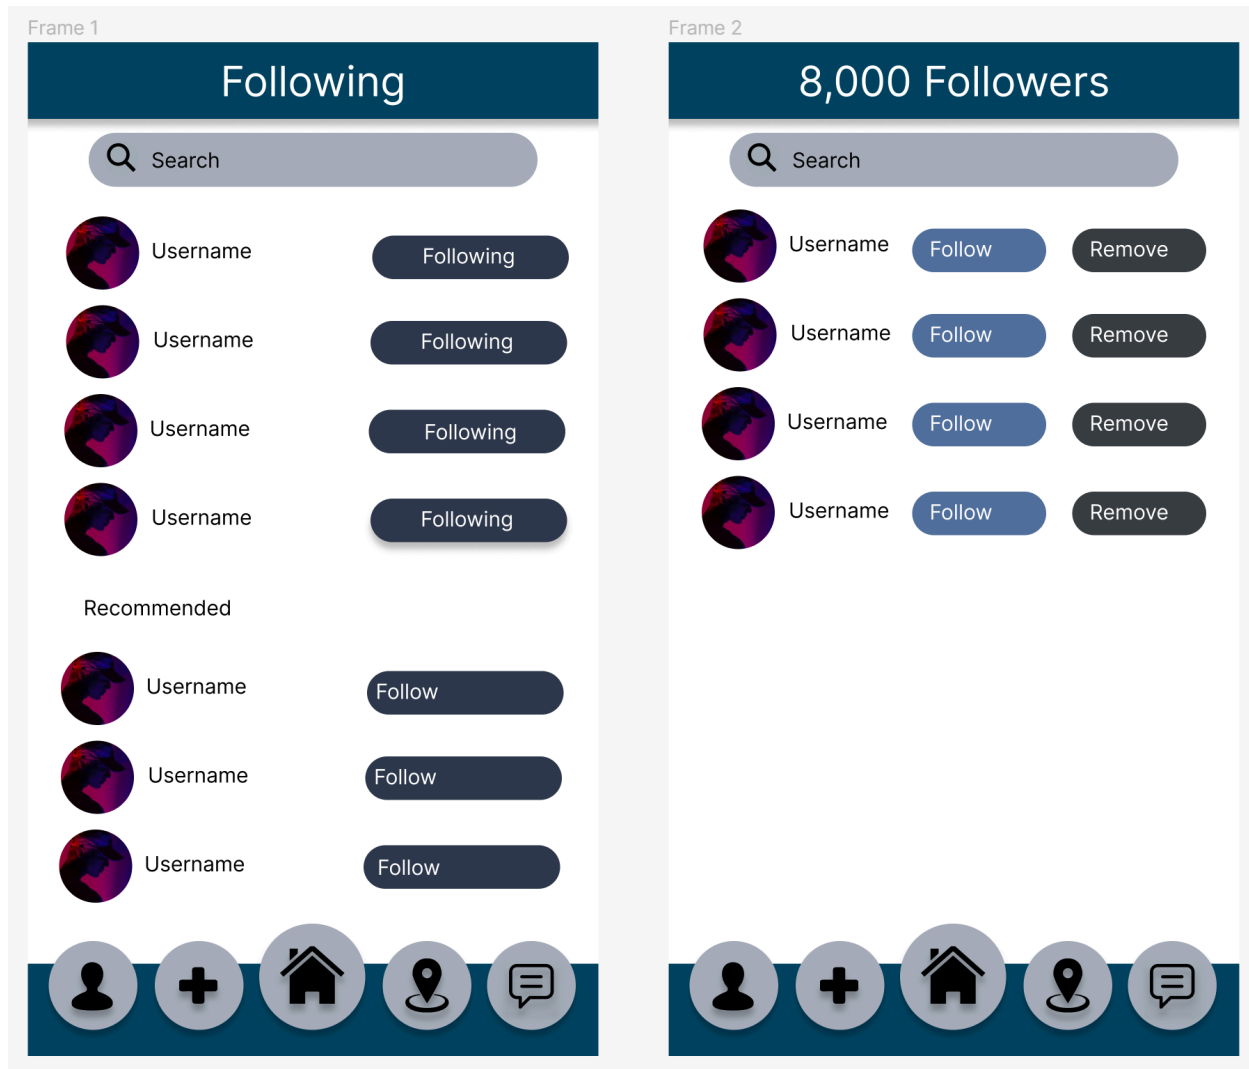 Frame 1
Following
Search
Username
Following
Username
Following
Username
Following
Username
Following
Recommended
Username
Follow
Username
Follow
Username
Follow
Frame 2
8,000 Followers
Search
Username
Follow
Remove
Username
Follow
Remove
Username
Follow
Remove
Username
Follow
Remove